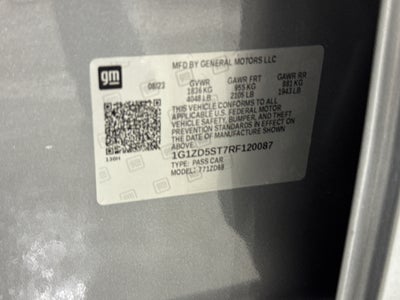 gm
MFD BY GENERAL MOTORS LLC
08/23 GVWR GAWR FRT GAWR RR
1836 KG 955 KG 881 KG
4048 LB 2105 LB 1943 LB
THIS VEHICLE CONFORMS TO ALL
APPLICABLE U.S. FEDERAL MOTOR
VEHICLE SAFETY, BUMPER, AND THEFT
PREVENTION STANDARDS IN EFFECT ON
THE DATE OF MANUFACTURE SHOWN
ABOVE.
1G1ZD5ST7RF120087
TYPE: PASS CAR
MODEL: